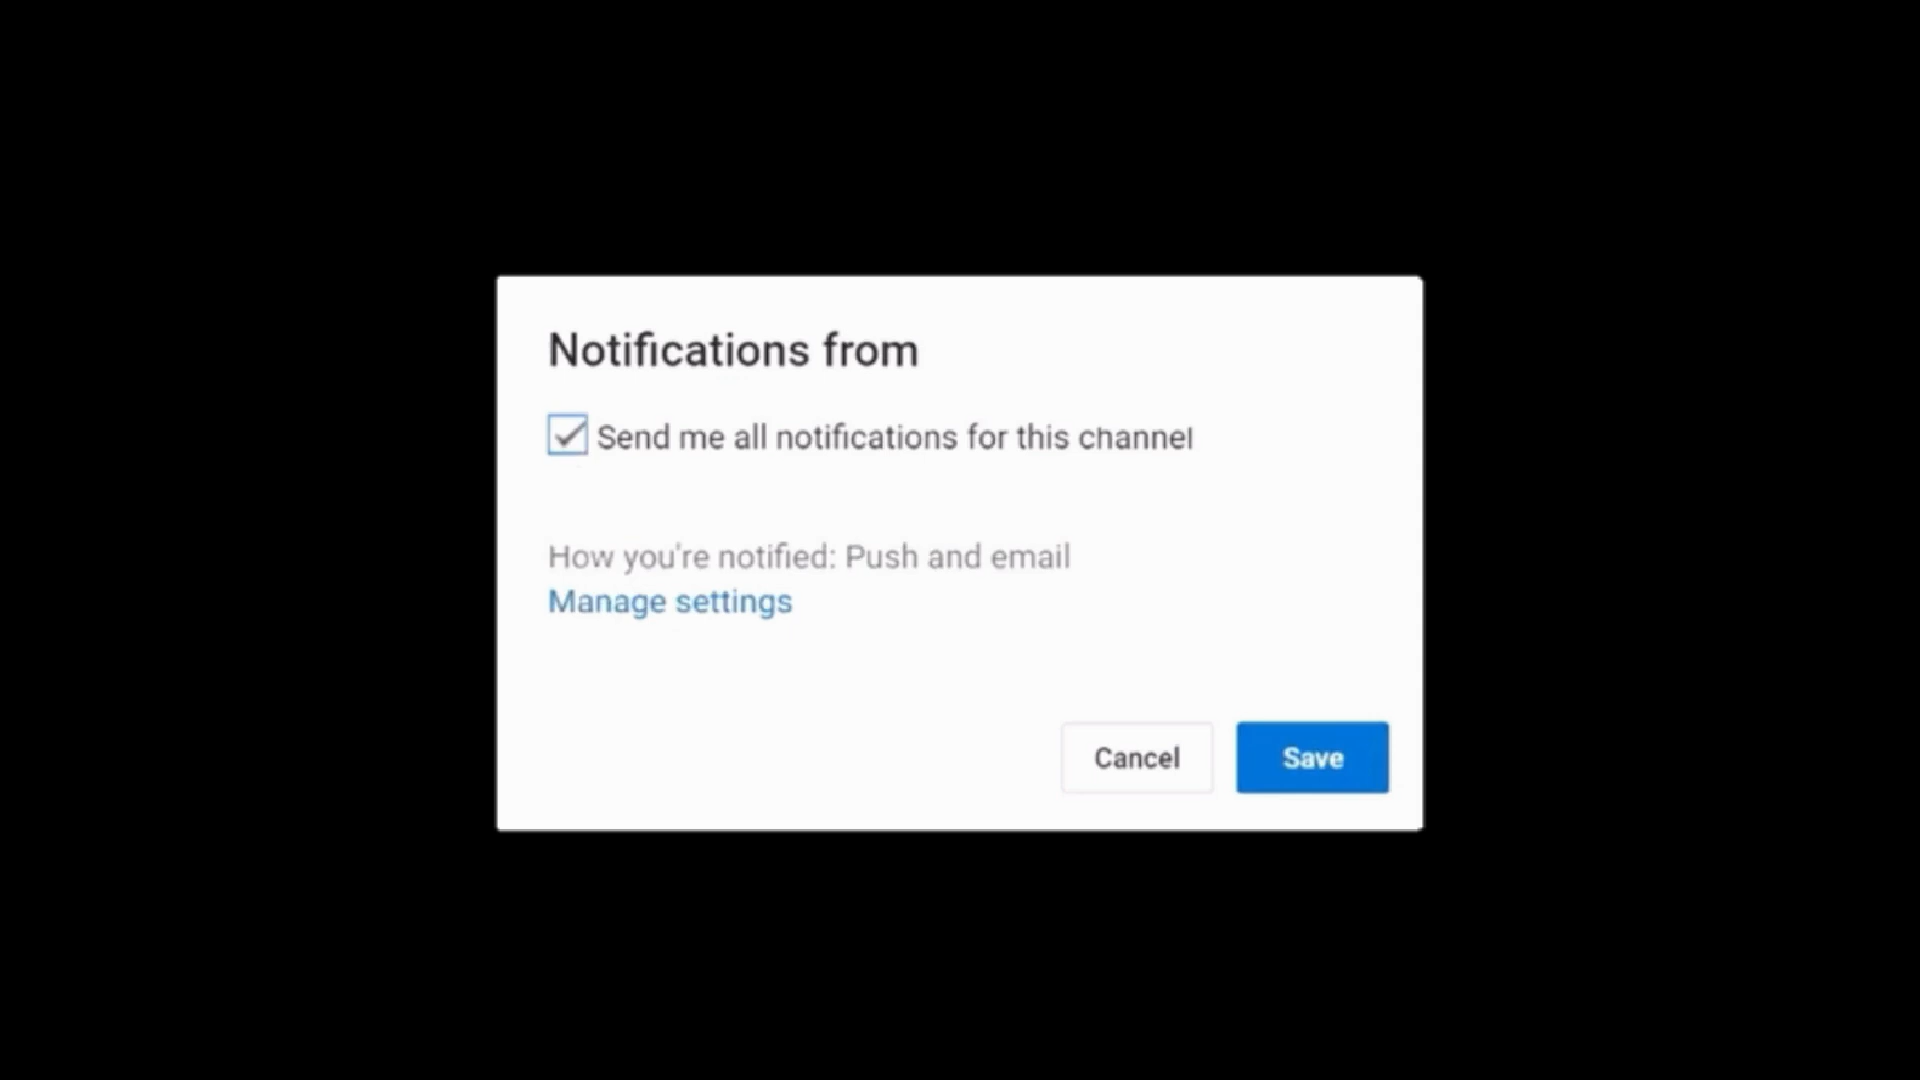 Notifications from
Send me all notifications for this channel
How you're notified: Push and email
Manage settings
Cancel Save